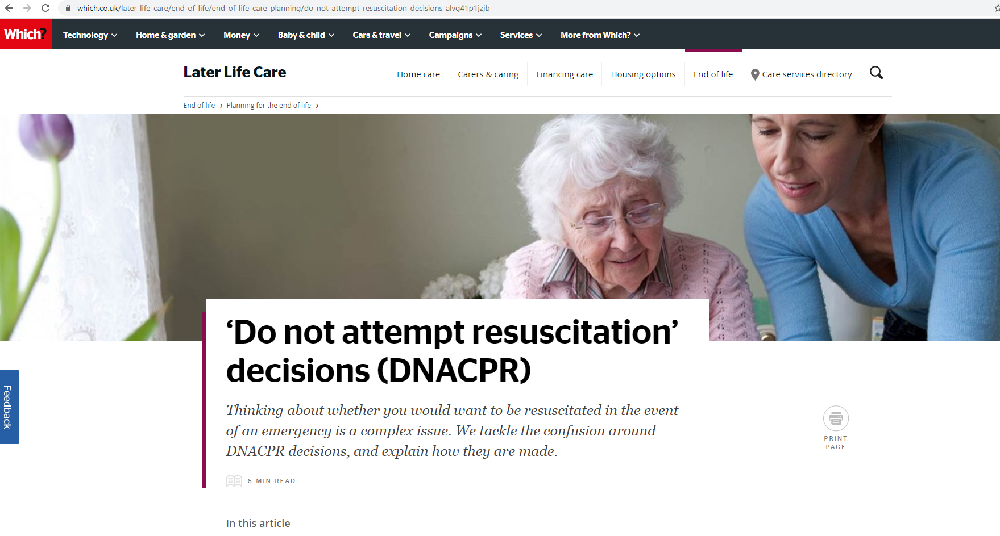 which.co.uk/later-life-care/end-of-life/end-of-life-care-planning/do-not-attempt-resuscitation-decisions-alvg41p1jzjb
Which?
Technology
Home & garden
Money
Baby & child
Cars & travel
Campaigns
Services
More from Which?
Later Life Care
Home care
Carers & caring
Financing care
Housing options
End of life
Care services directory
End of life › Planning for the end of life ›
‘Do not attempt resuscitation’
decisions (DNACPR)
Thinking about whether you would want to be resuscitated in the event
of an emergency is a complex issue. We tackle the confusion around
DNACPR decisions, and explain how they are made.
6 MIN READ
PRINT
PAGE
Feedback
In this article